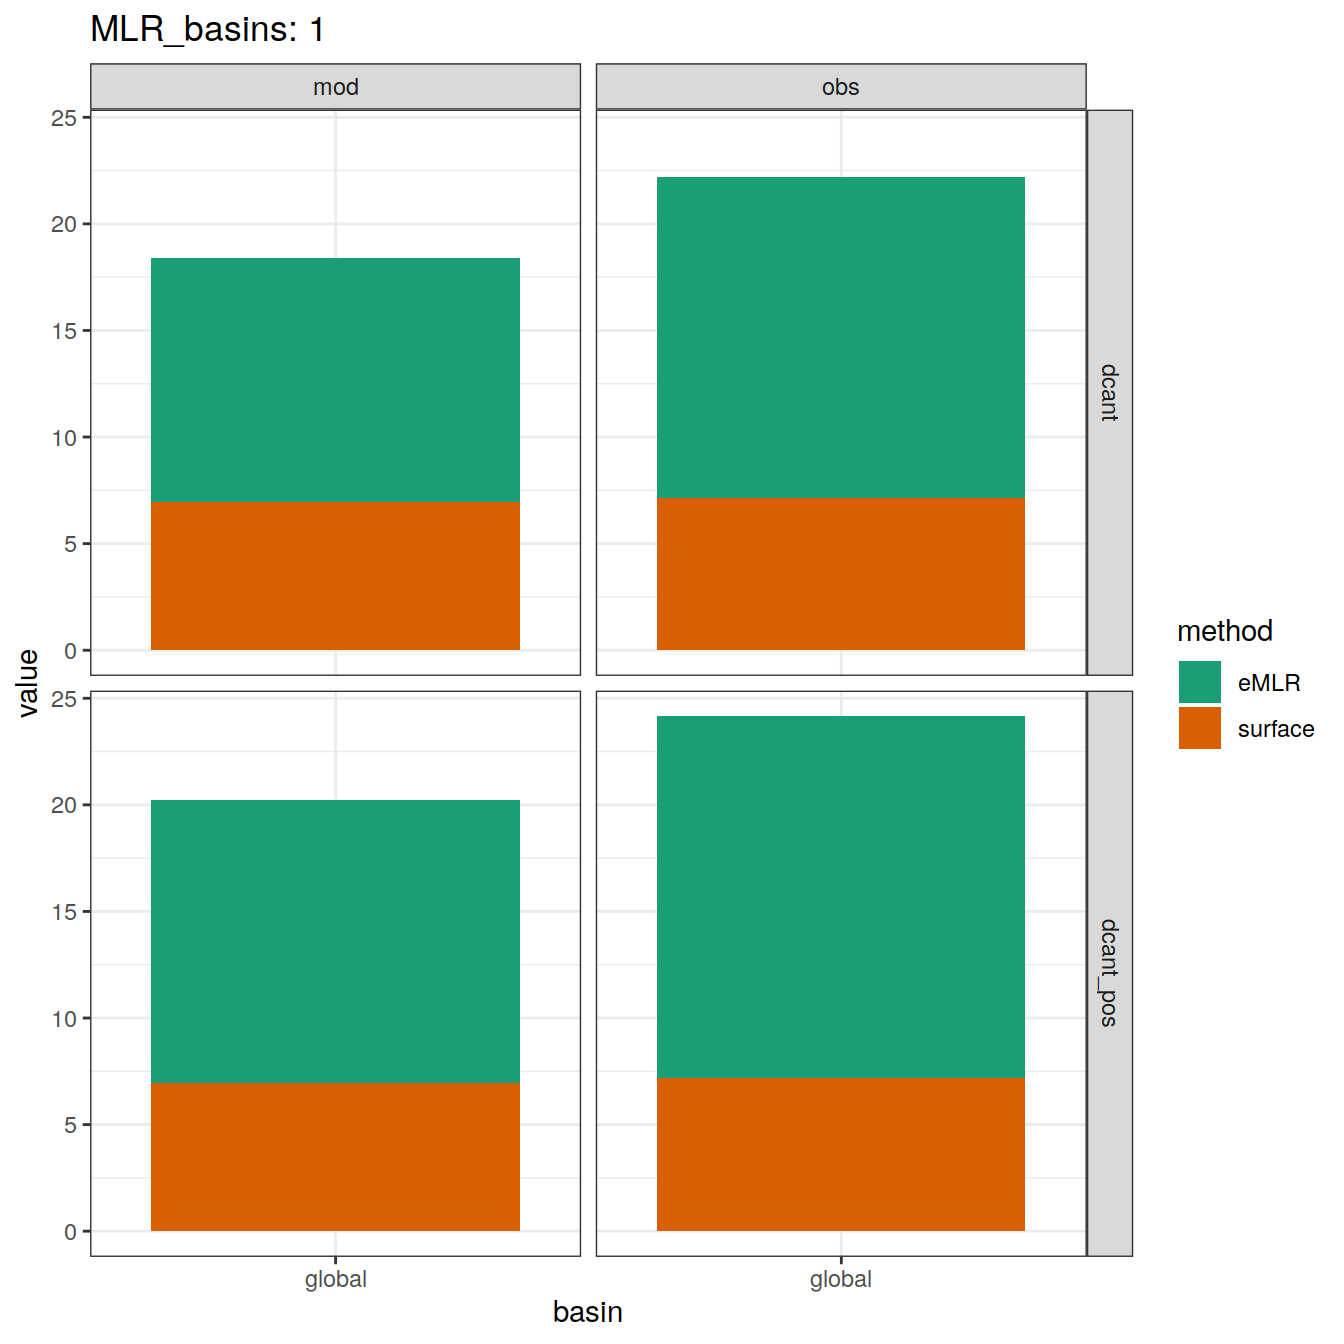 MLR_basins: 1
mod
obs
25
20
15
10
5
0
dcant
25
20
15
10
5
0
dcant_pos
value
global
global
basin
method
eMLR
surface